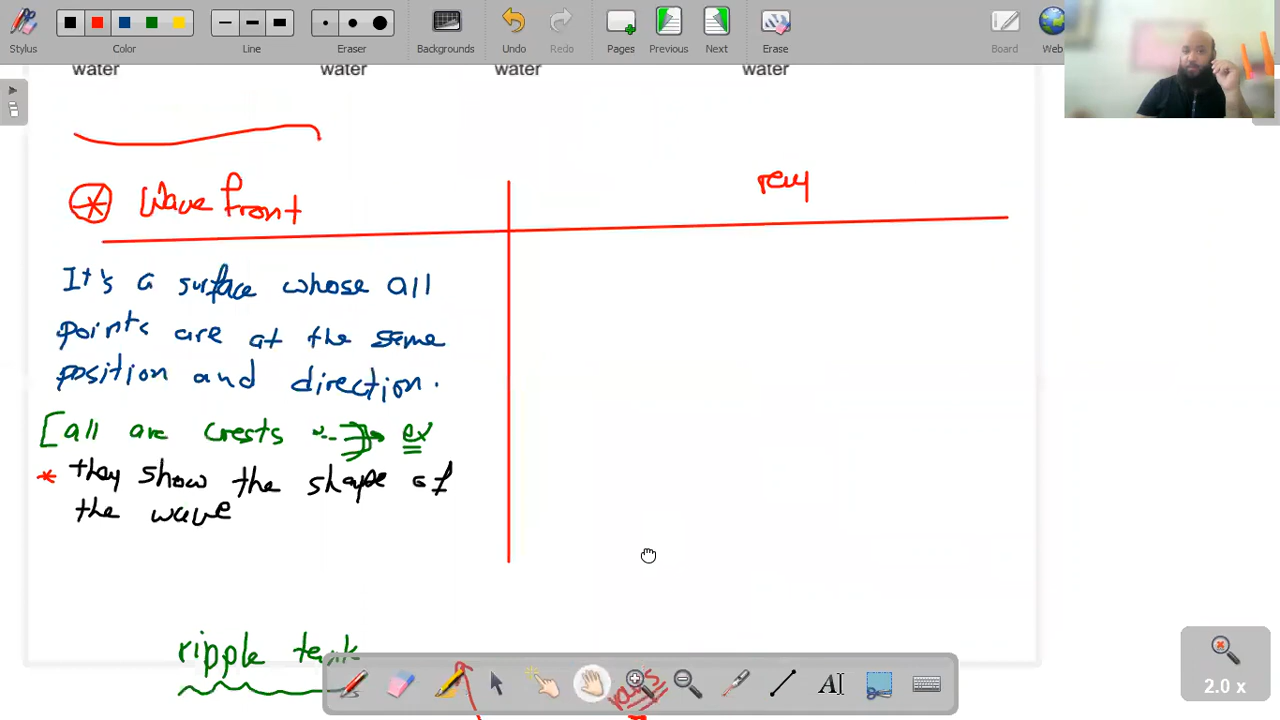 Stylus
Color
Line
Eraser
Backgrounds
Undo
Redo
Pages
Previous
Next
Erase
Board
Web
water
water
water
water
Wave front
ray
It's a surface whose all
points are at the same
position and direction.
[all are crests
ex
* they show the shape of
the wave
ripple tank
rays
2.0 x